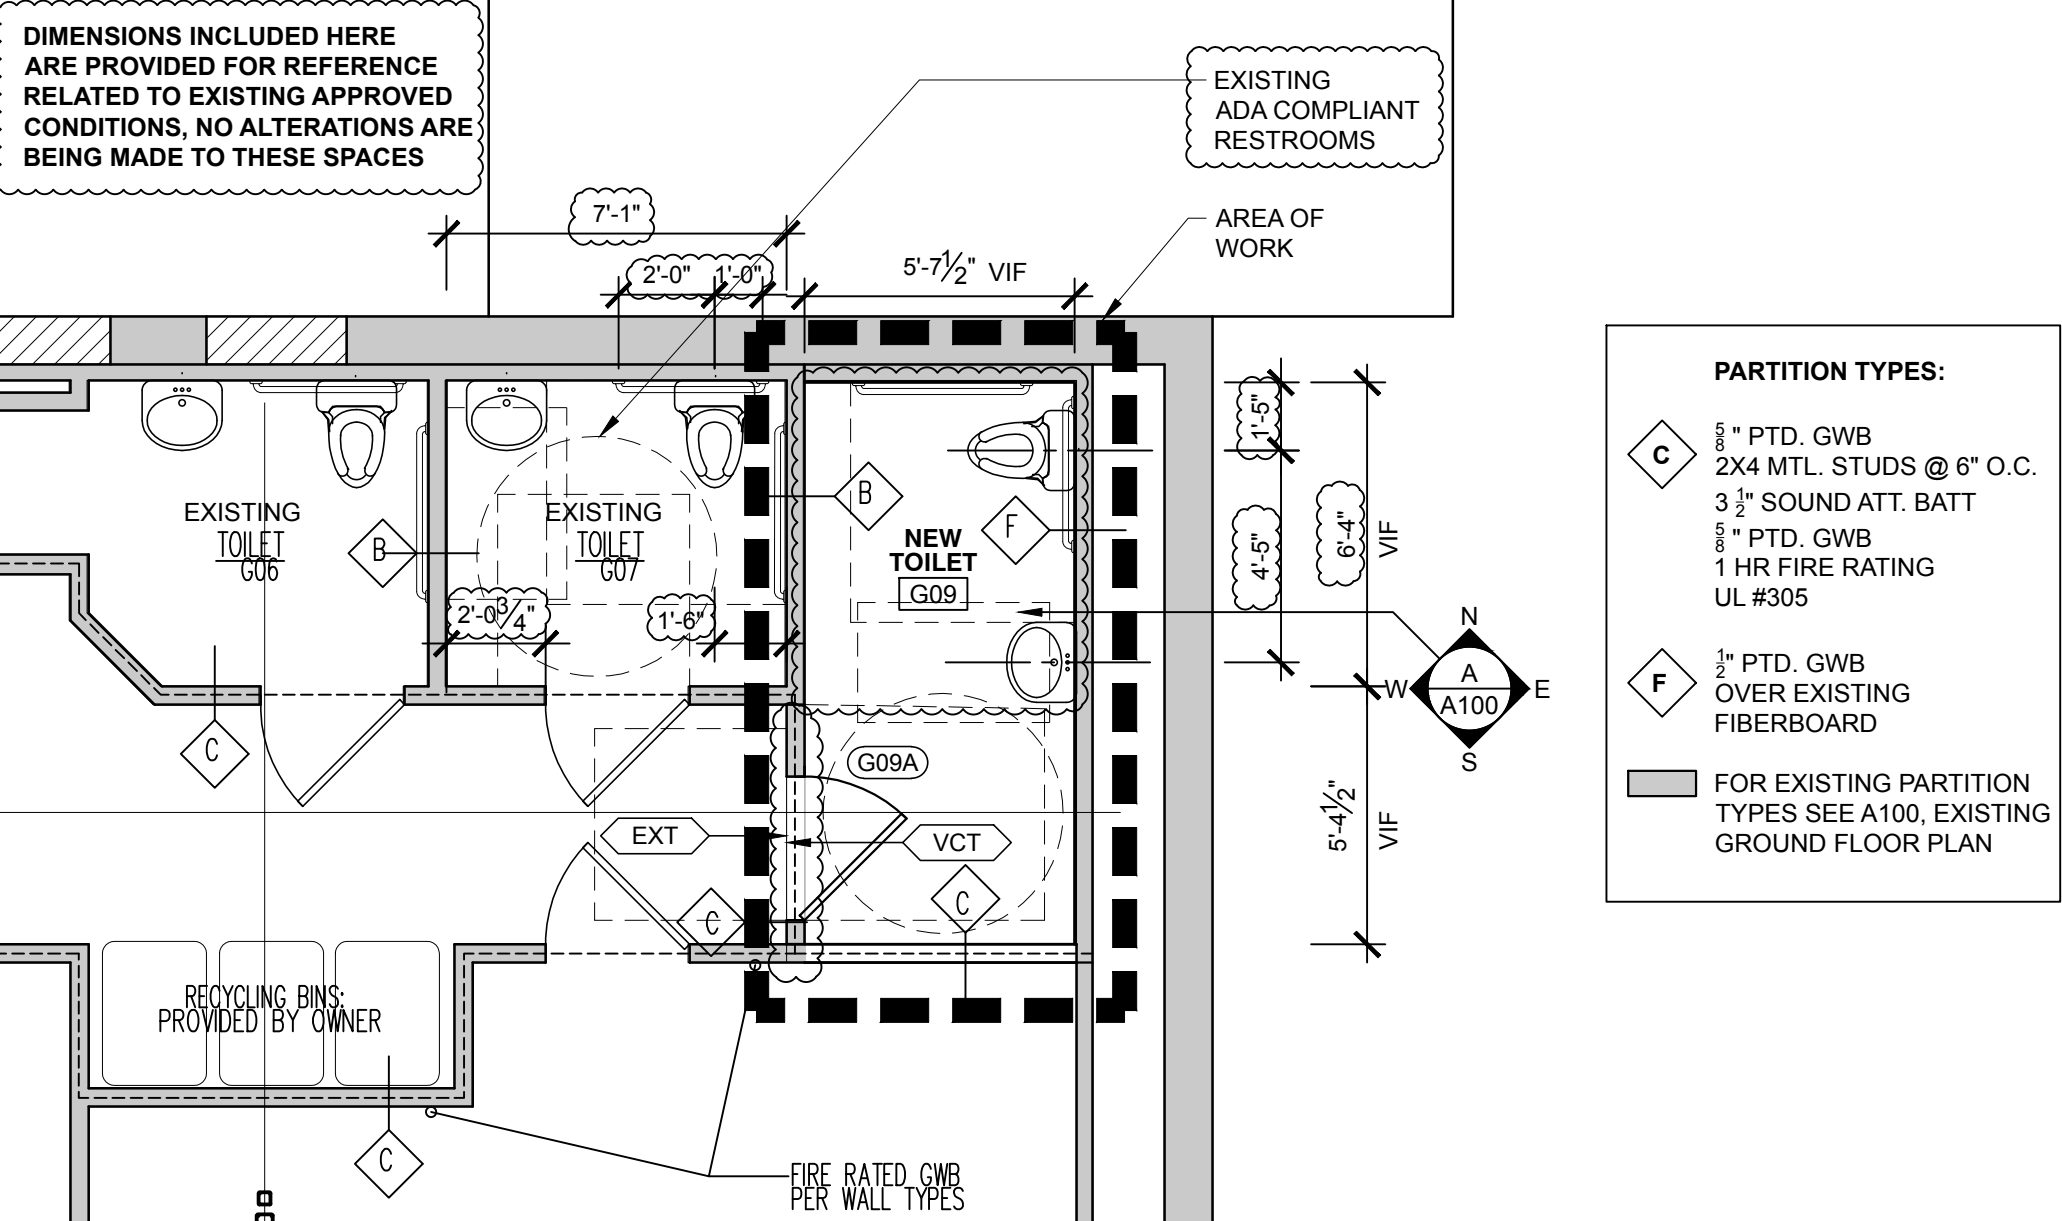 DIMENSIONS INCLUDED HERE
ARE PROVIDED FOR REFERENCE
RELATED TO EXISTING APPROVED
CONDITIONS, NO ALTERATIONS ARE
BEING MADE TO THESE SPACES
EXISTING
ADA COMPLIANT
RESTROOMS
AREA OF
WORK
7'-1"
2'-0" 1'-0"
5'-7 1/2" VIF
EXISTING
TOILET
G06
B
EXISTING
TOILET
G07
2'-0 3/4"
1'-6"
B
F
NEW
TOILET
G09
1'-5"
4'-5"
6'-4"
VIF
5'-4 1/2"
VIF
N
W
A
A100
E
S
C
G09A
EXT
VCT
C
C
RECYCLING BINS:
PROVIDED BY OWNER
C
FIRE RATED GWB
PER WALL TYPES
PARTITION TYPES:
C
5/8" PTD. GWB
2X4 MTL. STUDS @ 6" O.C.
3 1/2" SOUND ATT. BATT
5/8" PTD. GWB
1 HR FIRE RATING
UL #305
F
1/2" PTD. GWB
OVER EXISTING
FIBERBOARD
FOR EXISTING PARTITION
TYPES SEE A100, EXISTING
GROUND FLOOR PLAN